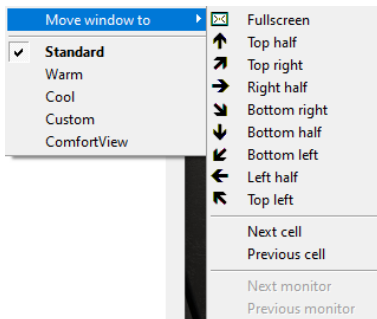 Move window to
Standard
Warm
Cool
Custom
ComfortView
Fullscreen
Top half
Top right
Right half
Bottom right
Bottom half
Bottom left
Left half
Top left
Next cell
Previous cell
Next monitor
Previous monitor